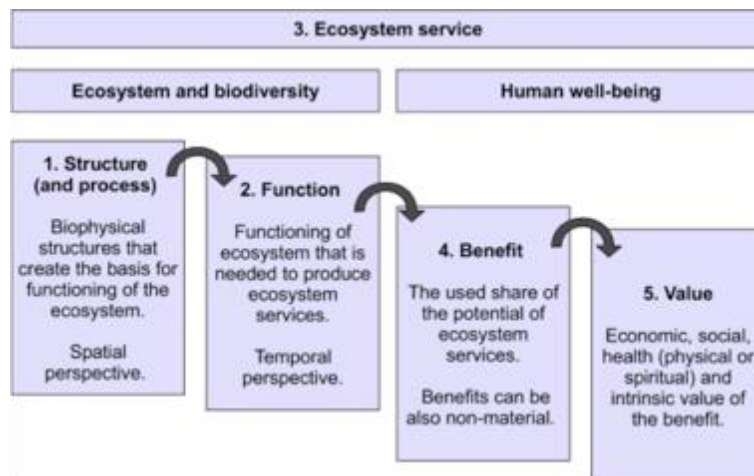 3. Ecosystem service
Ecosystem and biodiversity
Human well-being
1. Structure
(and process)
Biophysical
structures that
create the basis for
functioning of the
ecosystem.
Spatial
perspective.
2. Function
Functioning of
ecosystem that is
needed to produce
ecosystem
services.
Temporal
perspective.
4. Benefit
The used share of
the potential of
ecosystem
services.
Benefits can be
also non-material.
5. Value
Economic, social,
health (physical or
spiritual) and
intrinsic value of
the benefit.